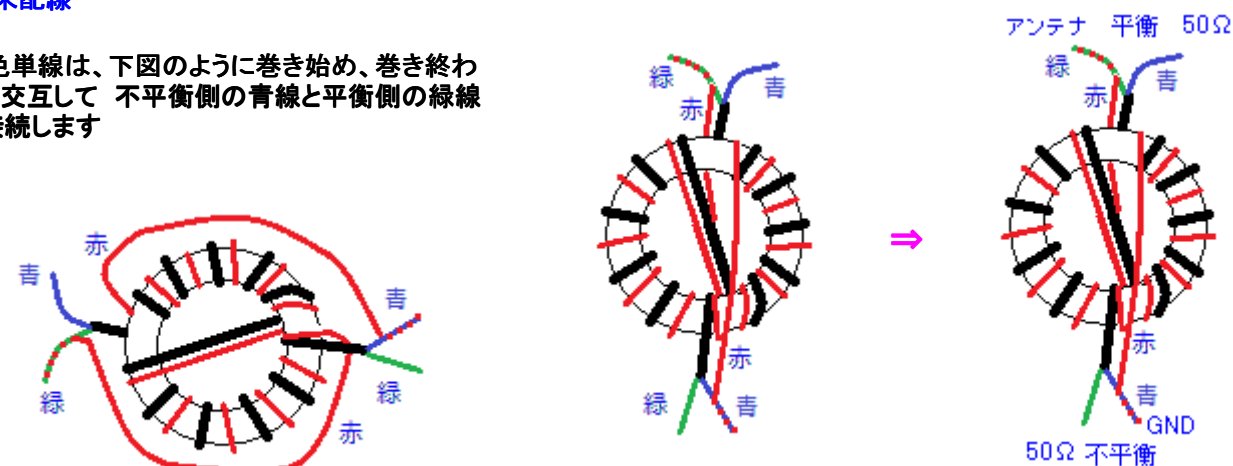 末配線
色単線は、下図のように巻き始め、巻き終わ
交互して 不平衡側の青線と平衡側の緑線
接続します
アンテナ 平衡 50Ω
緑
青
赤
緑
青
赤
⇒
赤
青
青
緑
緑
赤
赤
緑
青
赤
青
GND
50Ω 不平衡